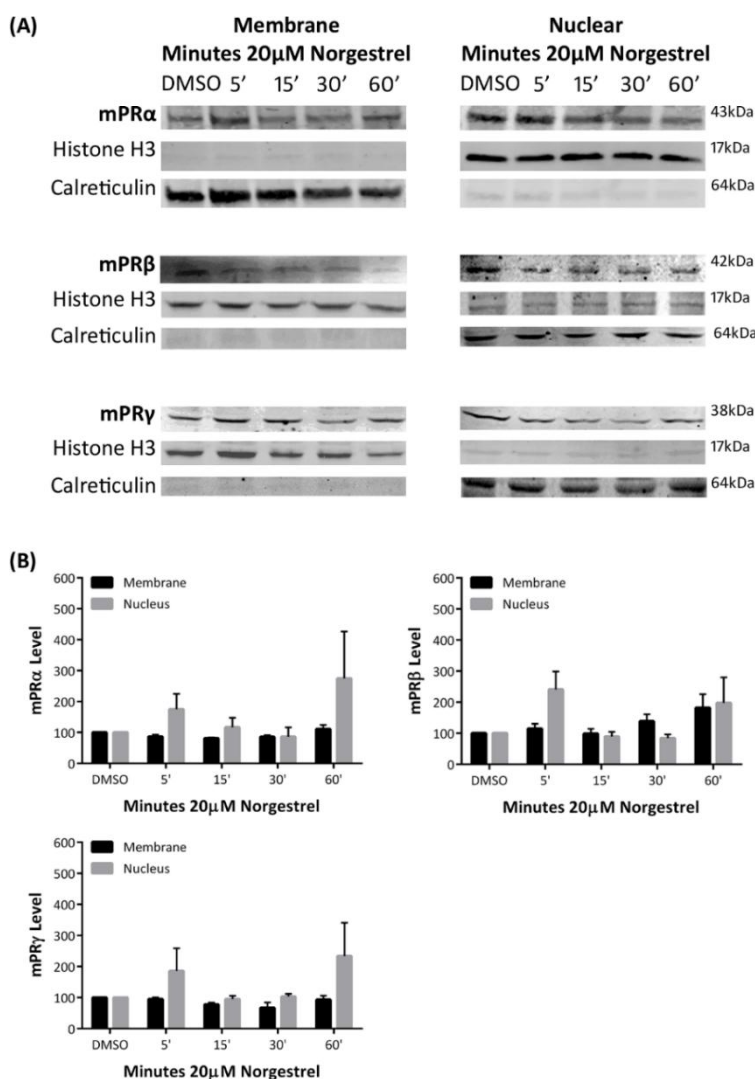 (A) Membrane Nuclear
Minutes 20μM Norgestrel Minutes 20μM Norgestrel
DMSO 5’ 15’ 30’ 60’ DMSO 5’ 15’ 30’ 60’
mPRα 43kDa
Histone H3 17kDa
Calreticulin 64kDa
mPRβ 42kDa
Histone H3 17kDa
Calreticulin 64kDa
mPRγ 38kDa
Histone H3 17kDa
Calreticulin 64kDa
(B)
mPRα Level
600
500
400
300
200
100
0
Membrane
Nucleus
DMSO 5' 15' 30' 60'
Minutes 20μM Norgestrel
mPRβ Level
600
500
400
300
200
100
0
Membrane
Nucleus
DMSO 5' 15' 30' 60'
Minutes 20μM Norgestrel
mPRγ Level
600
500
400
300
200
100
0
Membrane
Nucleus
DMSO 5' 15' 30' 60'
Minutes 20μM Norgestrel